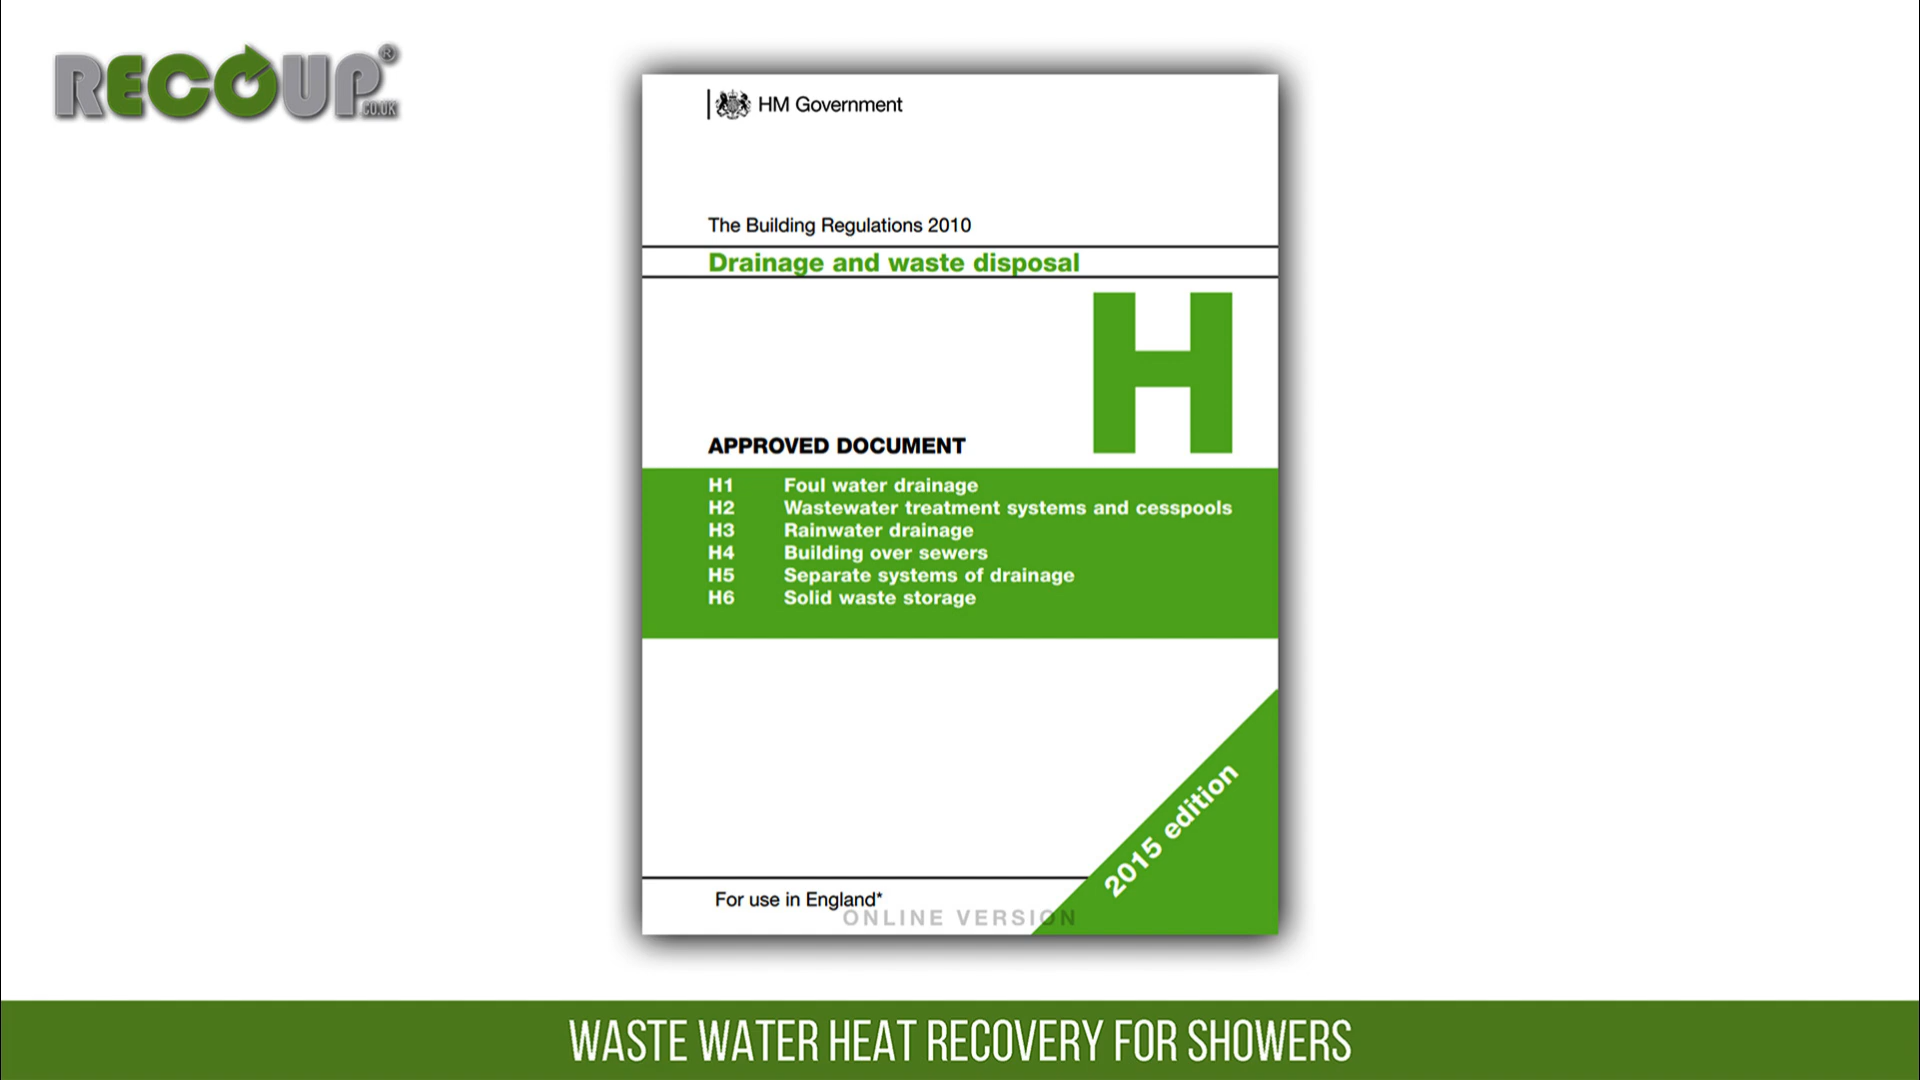 RECOUP®
.CO.UK
HM Government
The Building Regulations 2010
Drainage and waste disposal
H
APPROVED DOCUMENT
H1 Foul water drainage
H2 Wastewater treatment systems and cesspools
H3 Rainwater drainage
H4 Building over sewers
H5 Separate systems of drainage
H6 Solid waste storage
2015 edition
For use in England*
ONLINE VERSION
WASTE WATER HEAT RECOVERY FOR SHOWERS